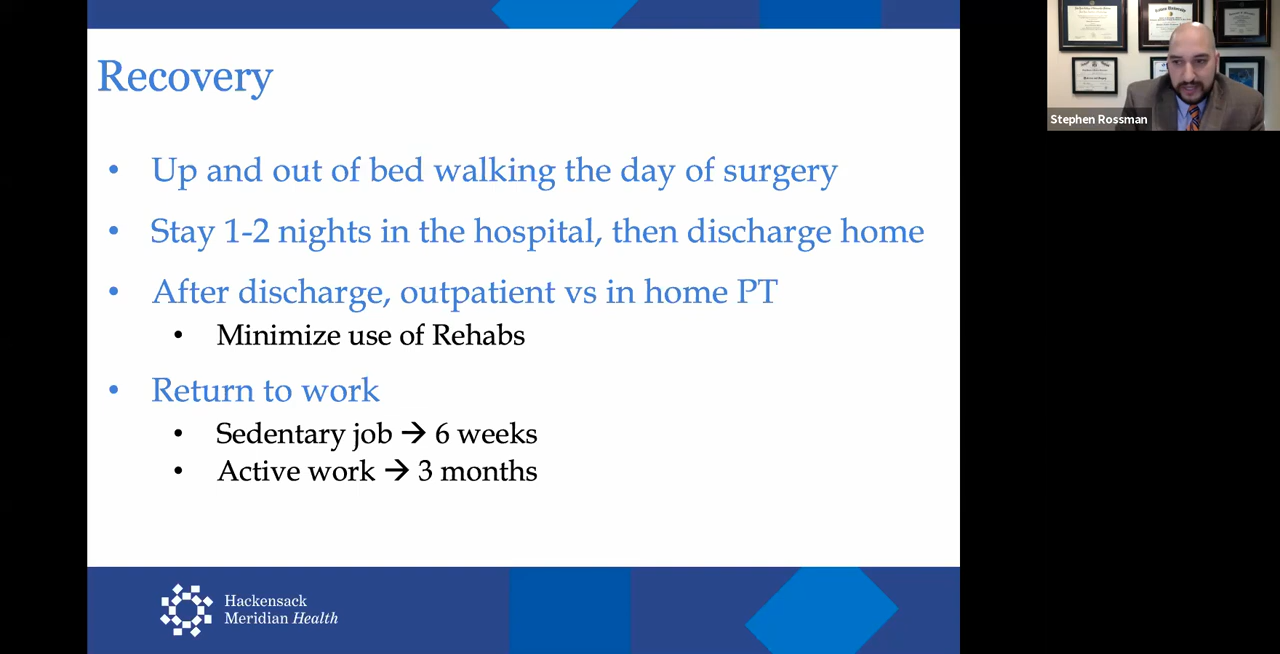 Recovery
• Up and out of bed walking the day of surgery
• Stay 1-2 nights in the hospital, then discharge home
• After discharge, outpatient vs in home PT
• Minimize use of Rehabs
• Return to work
• Sedentary job → 6 weeks
• Active work → 3 months
Hackensack
Meridian Health
Stephen Rossman